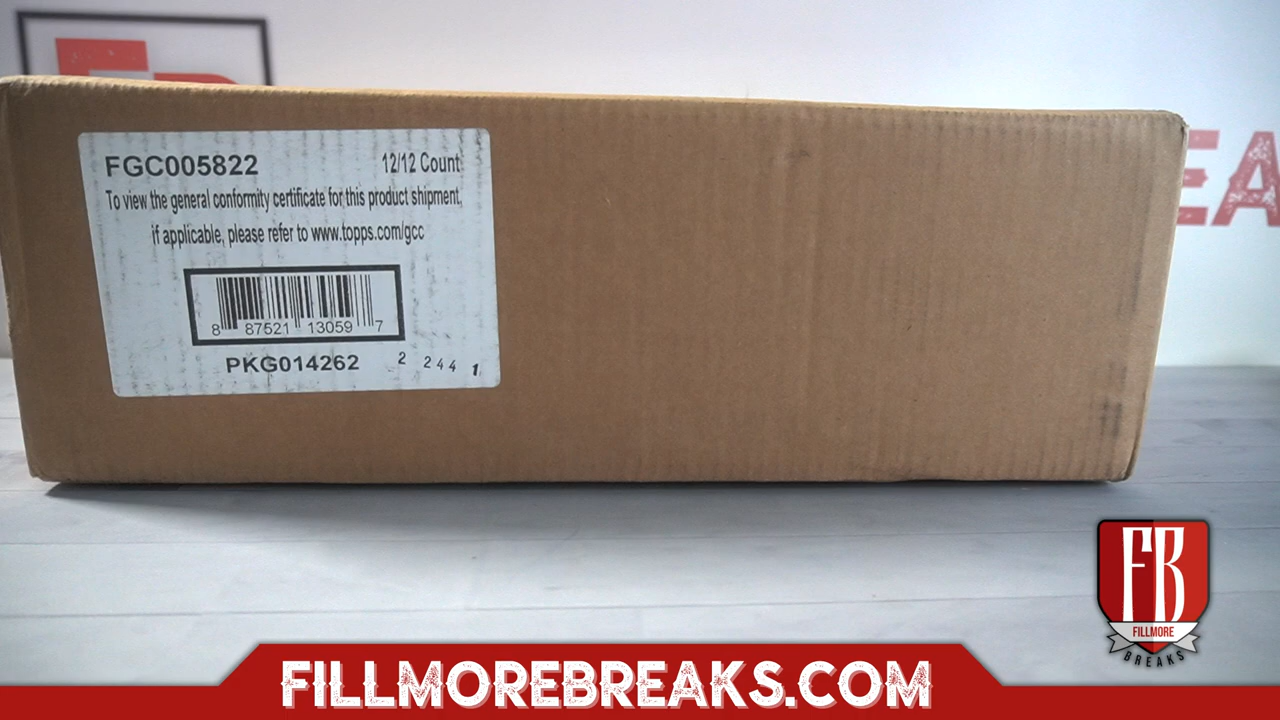 FGC005822 12/12 Count
To view the general conformity certificate for this product shipment,
if applicable, please refer to www.topps.com/gcc
8 87521 13059 7
PKG014262 2 244 1
EA
FB
FILLMORE
BREAKS
FILLMOREBREAKS.COM